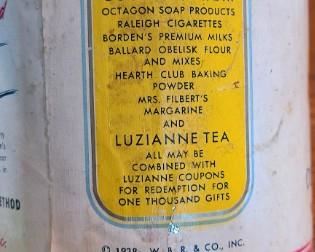 OCTAGON SOAP PRODUCTS
RALEIGH CIGARETTES
BORDEN'S PREMIUM MILKS
BALLARD OBELISK FLOUR
AND MIXES
HEARTH CLUB BAKING
POWDER
MRS. FILBERT'S
MARGARINE
AND
LUZIANNE TEA
ALL MAY BE
COMBINED WITH
LUZIANNE COUPONS
FOR REDEMPTION FOR
ONE THOUSAND GIFTS
ETHOD
© 1928 W. B. R. & CO., INC.